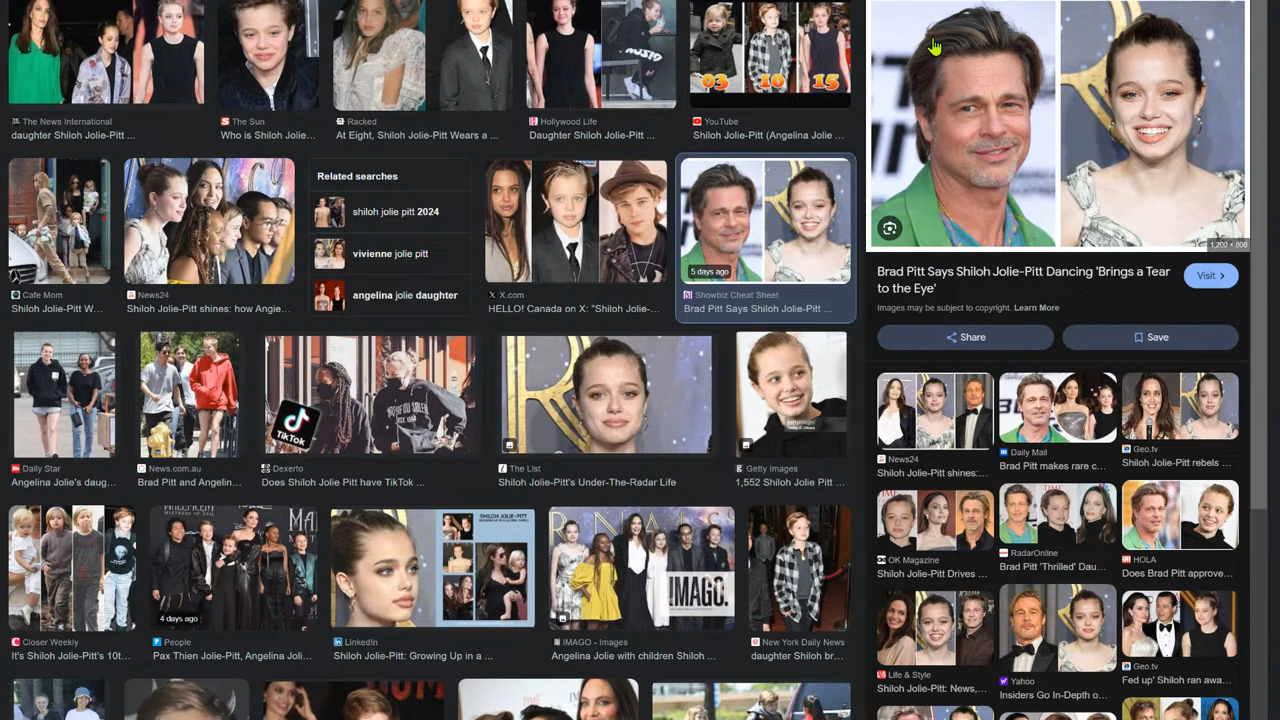 The News International
daughter Shiloh Jolie-Pitt ...
The Sun
Who is Shiloh Jolie...
Racked
At Eight, Shiloh Jolie-Pitt Wears a ...
Hollywood Life
Daughter Shiloh Jolie-Pitt ...
03 10 15
YouTube
Shiloh Jolie-Pitt (Angelina Jolie ...
Cafe Mom
Shiloh Jolie-Pitt W...
News24
Shiloh Jolie-Pitt shines: how Angie...
Related searches
shiloh jolie pitt 2024
vivienne jolie pitt
angelina jolie daughter
X.com
HELLO! Canada on X: "Shiloh Jolie-...
5 days ago
Showbiz Cheat Sheet
Brad Pitt Says Shiloh Jolie-Pitt ...
Daily Star
Angelina Jolie's daug...
News.com.au
Brad Pitt and Angelin...
TikTok
Dexerto
Does Shiloh Jolie Pitt have TikTok ...
The List
Shiloh Jolie-Pitt's Under-The-Radar Life
gettyimages
Getty Images
1,552 Shiloh Jolie Pitt ...
Closer Weekly
It's Shiloh Jolie-Pitt's 10t...
4 days ago
People
Pax Thien Jolie-Pitt, Angelina Joli...
SHILOH JOLIE-PITT
LinkedIn
Shiloh Jolie-Pitt: Growing Up in a ...
IMAGO.
IMAGO - Images
Angelina Jolie with children Shiloh ...
New York Daily News
daughter Shiloh br...
1,200 × 800
Brad Pitt Says Shiloh Jolie-Pitt Dancing 'Brings a Tear
to the Eye'
Visit
Images may be subject to copyright. Learn More
Share
Save
News24
Shiloh Jolie-Pitt shines:...
Daily Mail
Brad Pitt makes rare c...
Geo.tv
Shiloh Jolie-Pitt rebels ...
OK Magazine
Shiloh Jolie-Pitt Drives ...
RadarOnline
Brad Pitt 'Thrilled' Dau...
HOLA
Does Brad Pitt approve...
Life & Style
Shiloh Jolie-Pitt: News,...
Yahoo
Insiders Go In-Depth o...
Geo.tv
Fed up' Shiloh ran awa...